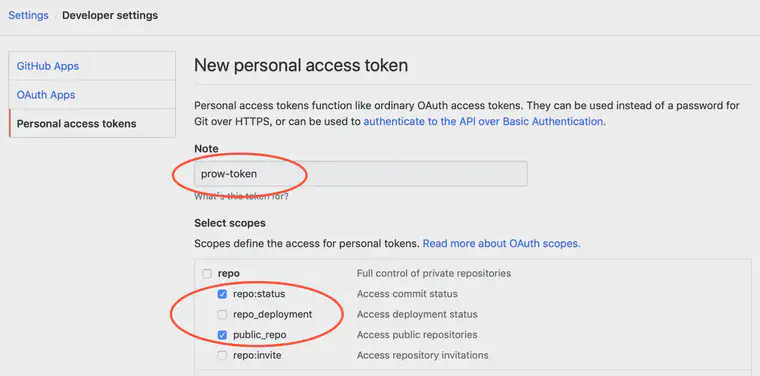 Settings / Developer settings
GitHub Apps
OAuth Apps
Personal access tokens
New personal access token
Personal access tokens function like ordinary OAuth access tokens. They can be used instead of a password for
Git over HTTPS, or can be used to authenticate to the API over Basic Authentication.
Note
prow-token
What's this token for?
Select scopes
Scopes define the access for personal tokens. Read more about OAuth scopes.
repo Full control of private repositories
repo:status Access commit status
repo_deployment Access deployment status
public_repo Access public repositories
repo:invite Access repository invitations